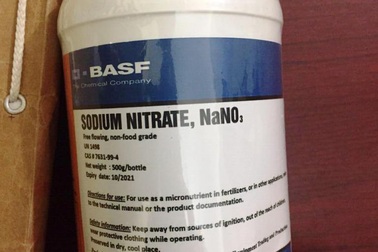 BASF
Chemical Company
SODIUM NITRATE, NaNO₃
Free flowing, non-food grade
UN 1498
CAS # 7631-99-4
Net weight : 500g/bottle
Expiry date: 10/2021
Directions for use: For use as a micronutrient in fertilizers, or in other applications,
to the technical manual or the product documentation.
Safety information: Keep away from sources of ignition, out of the reach of
wear protective clothing while operating.
Preserved in dry, cool place.